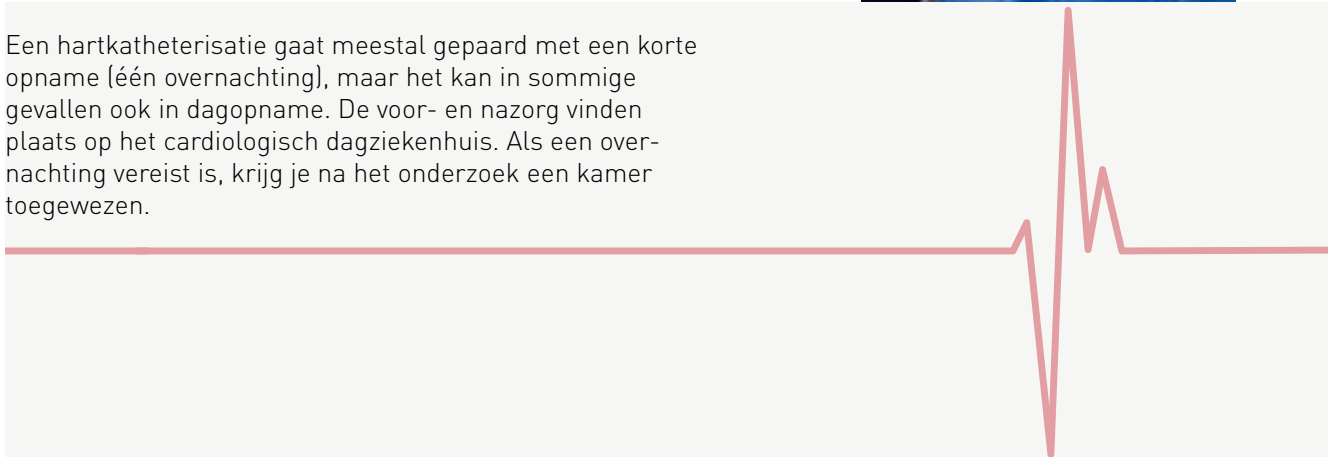 Een hartkatheterisatie gaat meestal gepaard met een korte
opname (één overnachting), maar het kan in sommige
gevallen ook in dagopname. De voor- en nazorg vinden
plaats op het cardiologisch dagziekenhuis. Als een over-
nachting vereist is, krijg je na het onderzoek een kamer
toegewezen.